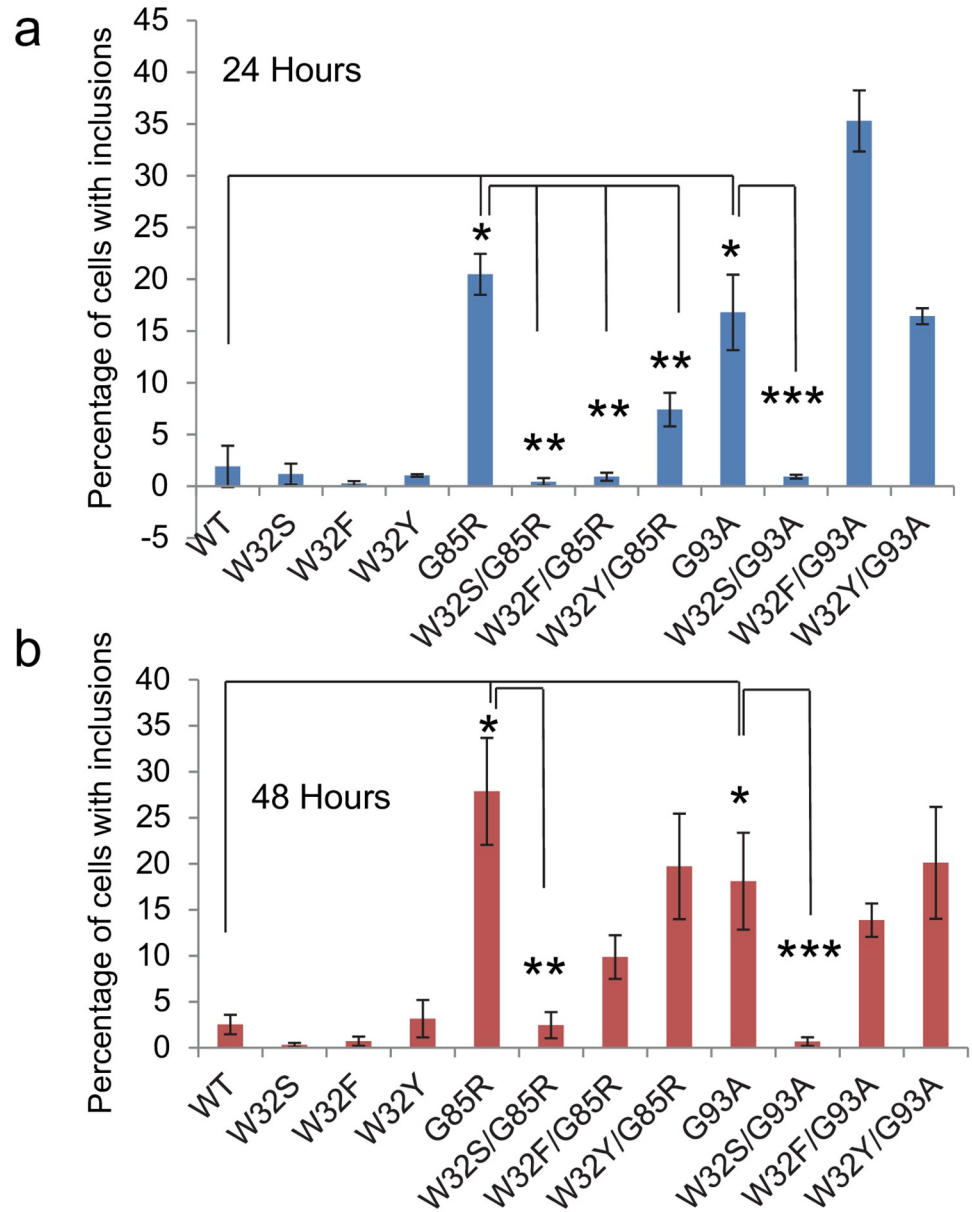 a
Percentage of cells with inclusions
45
40
35
30
25
20
15
10
5
0
-5
24 Hours
*
**
**
**
*
***
WT
W32S
W32F
W32Y
G85R
W32S/G85R
W32F/G85R
W32Y/G85R
G93A
W32S/G93A
W32F/G93A
W32Y/G93A
b
Percentage of cells with inclusions
40
35
30
25
20
15
10
5
0
48 Hours
*
**
*
***
WT
W32S
W32F
W32Y
G85R
W32S/G85R
W32F/G85R
W32Y/G85R
G93A
W32S/G93A
W32F/G93A
W32Y/G93A